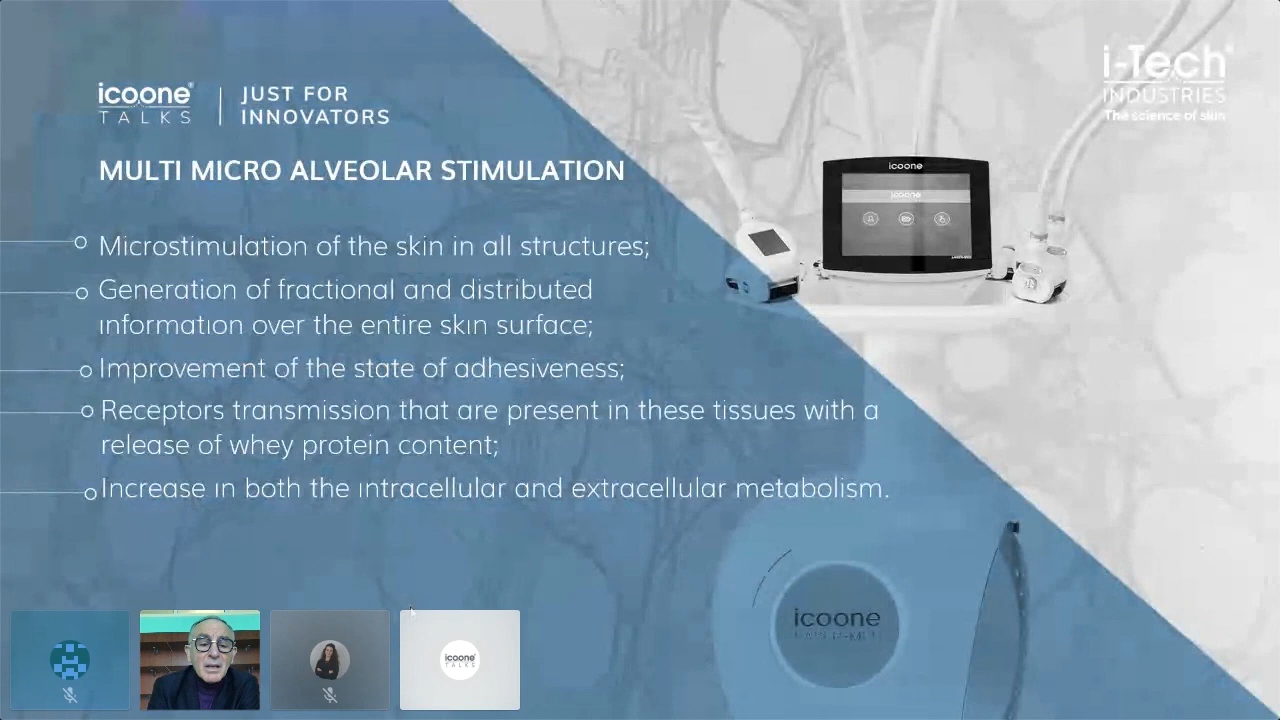 icoone®
TALKS
JUST FOR
INNOVATORS
i-Tech®
INDUSTRIES
The science of skin
MULTI MICRO ALVEOLAR STIMULATION
Microstimulation of the skin in all structures;
Generation of fractional and distributed
information over the entire skin surface;
Improvement of the state of adhesiveness;
Receptors transmission that are present in these tissues with a
release of whey protein content;
Increase in both the intracellular and extracellular metabolism.
icoone
icoone
icoone
icoone
TALKS